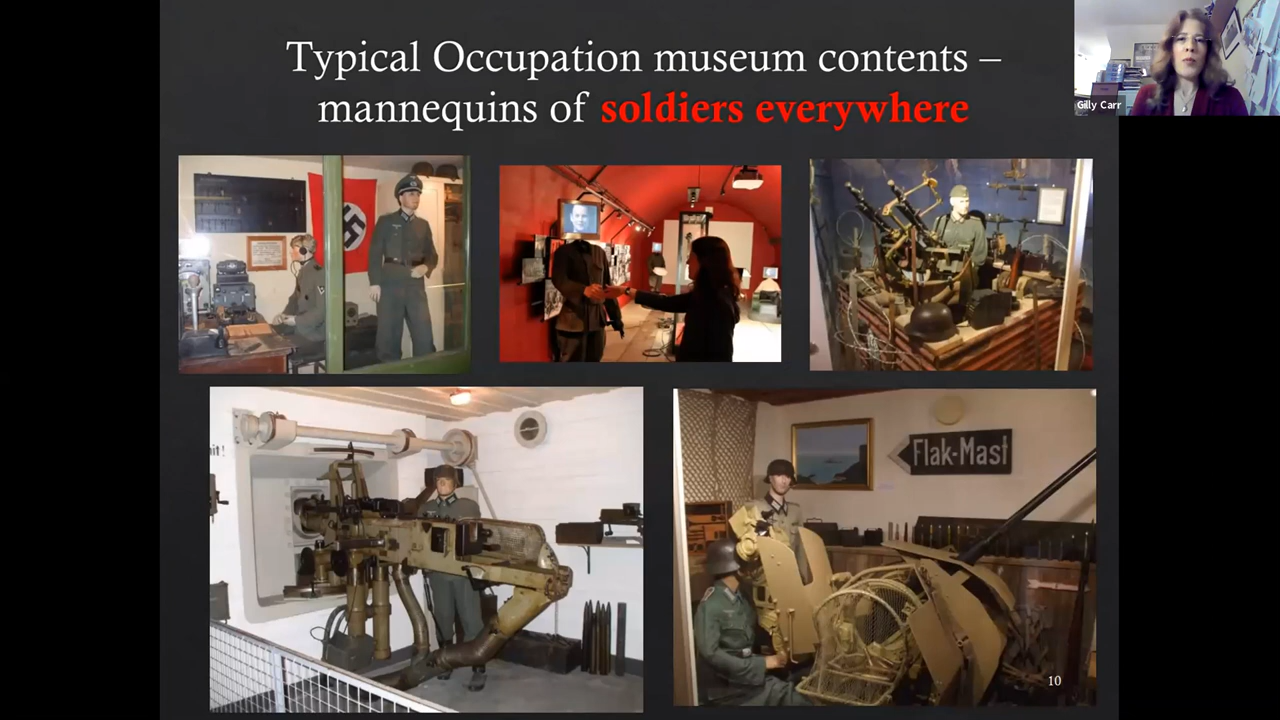 Typical Occupation museum contents –
mannequins of soldiers everywhere
Gilly Carr
Flak-Mast
10